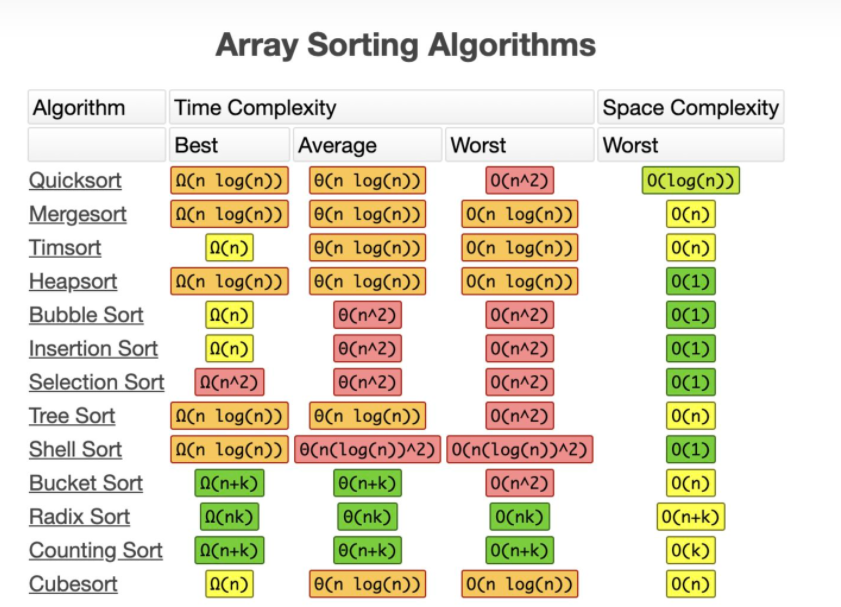 Array Sorting Algorithms
Algorithm Time Complexity Space Complexity
Best Average Worst Worst
Quicksort Ω(n log(n)) θ(n log(n)) O(n^2) O(log(n))
Mergesort Ω(n log(n)) θ(n log(n)) O(n log(n)) O(n)
Timsort Ω(n) θ(n log(n)) O(n log(n)) O(n)
Heapsort Ω(n log(n)) θ(n log(n)) O(n log(n)) O(1)
Bubble Sort Ω(n) θ(n^2) O(n^2) O(1)
Insertion Sort Ω(n) θ(n^2) O(n^2) O(1)
Selection Sort Ω(n^2) θ(n^2) O(n^2) O(1)
Tree Sort Ω(n log(n)) θ(n log(n)) O(n^2) O(n)
Shell Sort Ω(n log(n)) θ(n(log(n))^2) O(n(log(n))^2) O(1)
Bucket Sort Ω(n+k) θ(n+k) O(n^2) O(n)
Radix Sort Ω(nk) θ(nk) O(nk) O(n+k)
Counting Sort Ω(n+k) θ(n+k) O(n+k) O(k)
Cubesort Ω(n) θ(n log(n)) O(n log(n)) O(n)